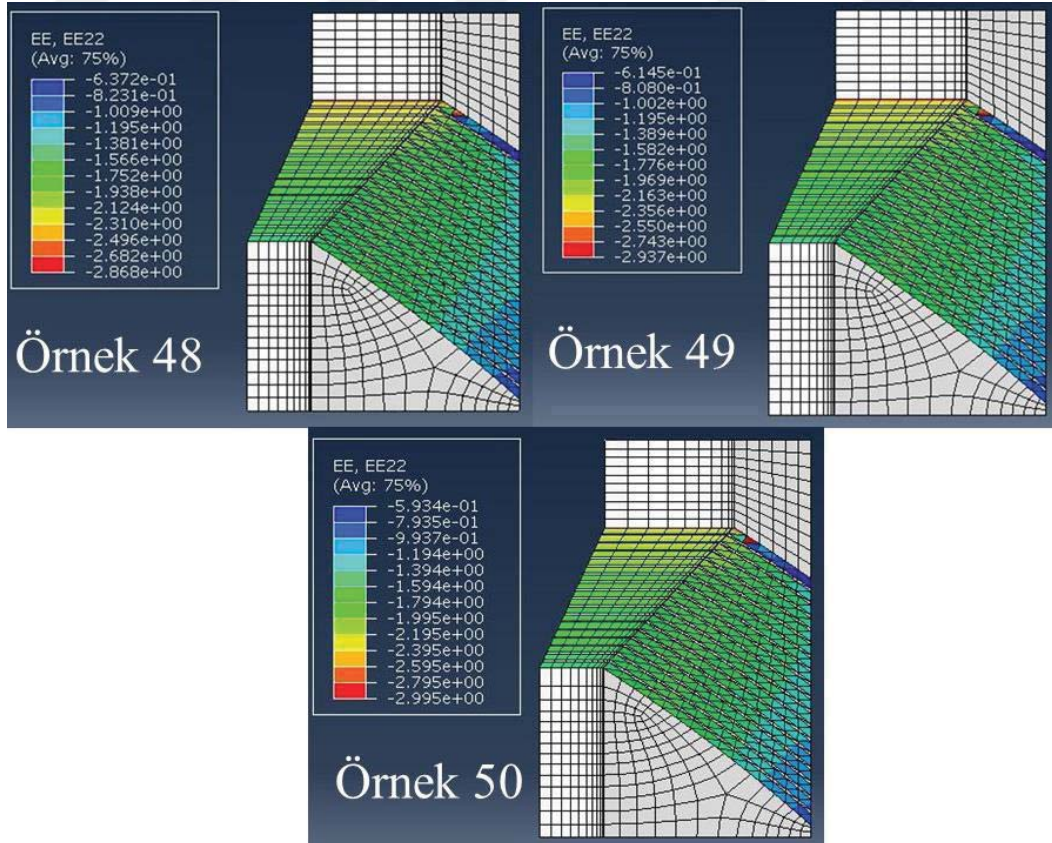 EE, EE22
(Avg: 75%)
-6.372e-01
-8.231e-01
-1.009e+00
-1.195e+00
-1.381e+00
-1.566e+00
-1.752e+00
-1.938e+00
-2.124e+00
-2.310e+00
-2.496e+00
-2.682e+00
-2.868e+00
Örnek 48
EE, EE22
(Avg: 75%)
-6.145e-01
-8.080e-01
-1.002e+00
-1.195e+00
-1.389e+00
-1.582e+00
-1.776e+00
-1.969e+00
-2.163e+00
-2.356e+00
-2.550e+00
-2.743e+00
-2.937e+00
Örnek 49
EE, EE22
(Avg: 75%)
-5.934e-01
-7.935e-01
-9.937e-01
-1.194e+00
-1.394e+00
-1.594e+00
-1.794e+00
-1.995e+00
-2.195e+00
-2.395e+00
-2.595e+00
-2.795e+00
-2.995e+00
Örnek 50